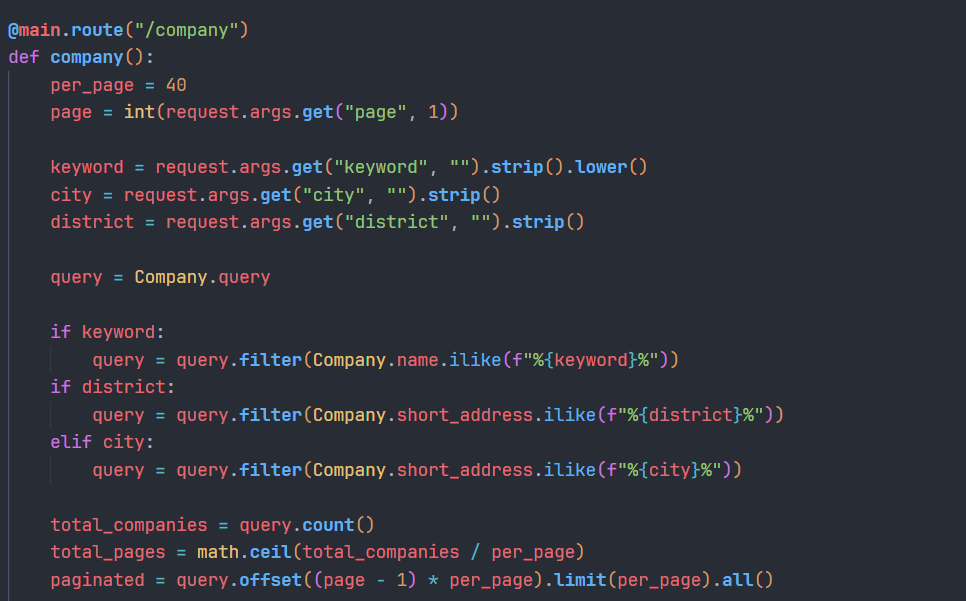 @main.route("/company")
def company():
    per_page = 40
    page = int(request.args.get("page", 1))

    keyword = request.args.get("keyword", "").strip().lower()
    city = request.args.get("city", "").strip()
    district = request.args.get("district", "").strip()

    query = Company.query

    if keyword:
        query = query.filter(Company.name.ilike(f"%{keyword}%"))
    if district:
        query = query.filter(Company.short_address.ilike(f"%{district}%"))
    elif city:
        query = query.filter(Company.short_address.ilike(f"%{city}%"))

    total_companies = query.count()
    total_pages = math.ceil(total_companies / per_page)
    paginated = query.offset((page - 1) * per_page).limit(per_page).all()